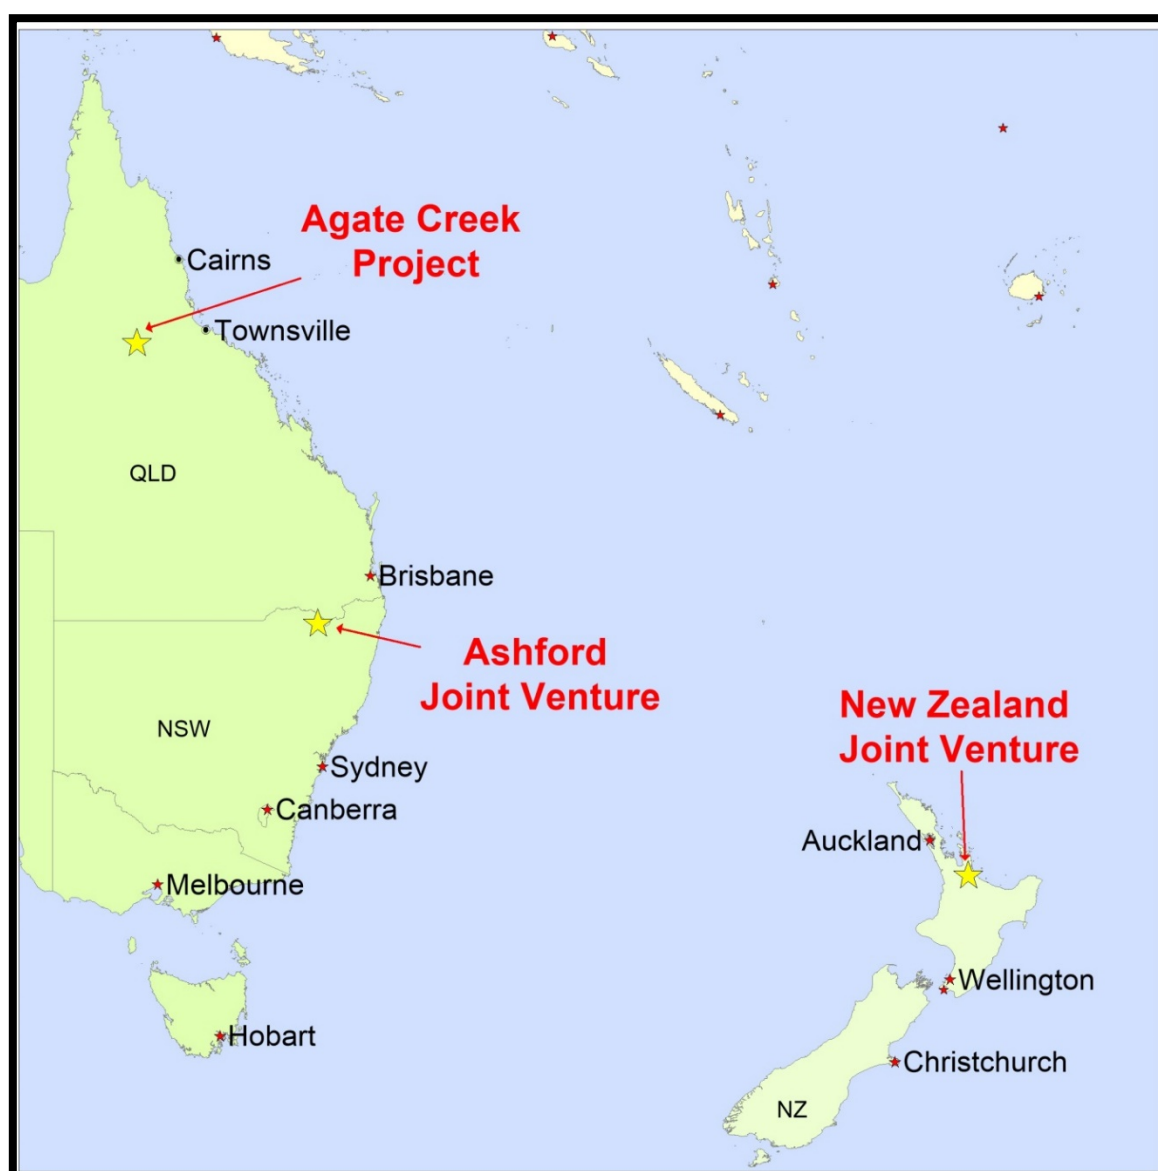 Agate Creek
Project
Cairns
Townsville
QLD
Brisbane
Ashford
Joint Venture
NSW
New Zealand
Joint Venture
Sydney
Canberra
Auckland
Melbourne
Wellington
Hobart
Christchurch
NZ